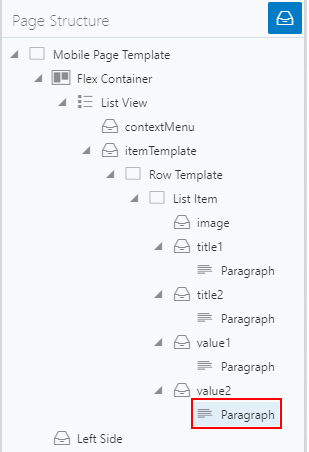 Page Structure
Mobile Page Template
Flex Container
List View
contextMenu
itemTemplate
Row Template
List Item
image
title1
Paragraph
title2
Paragraph
value1
Paragraph
value2
Paragraph
Left Side